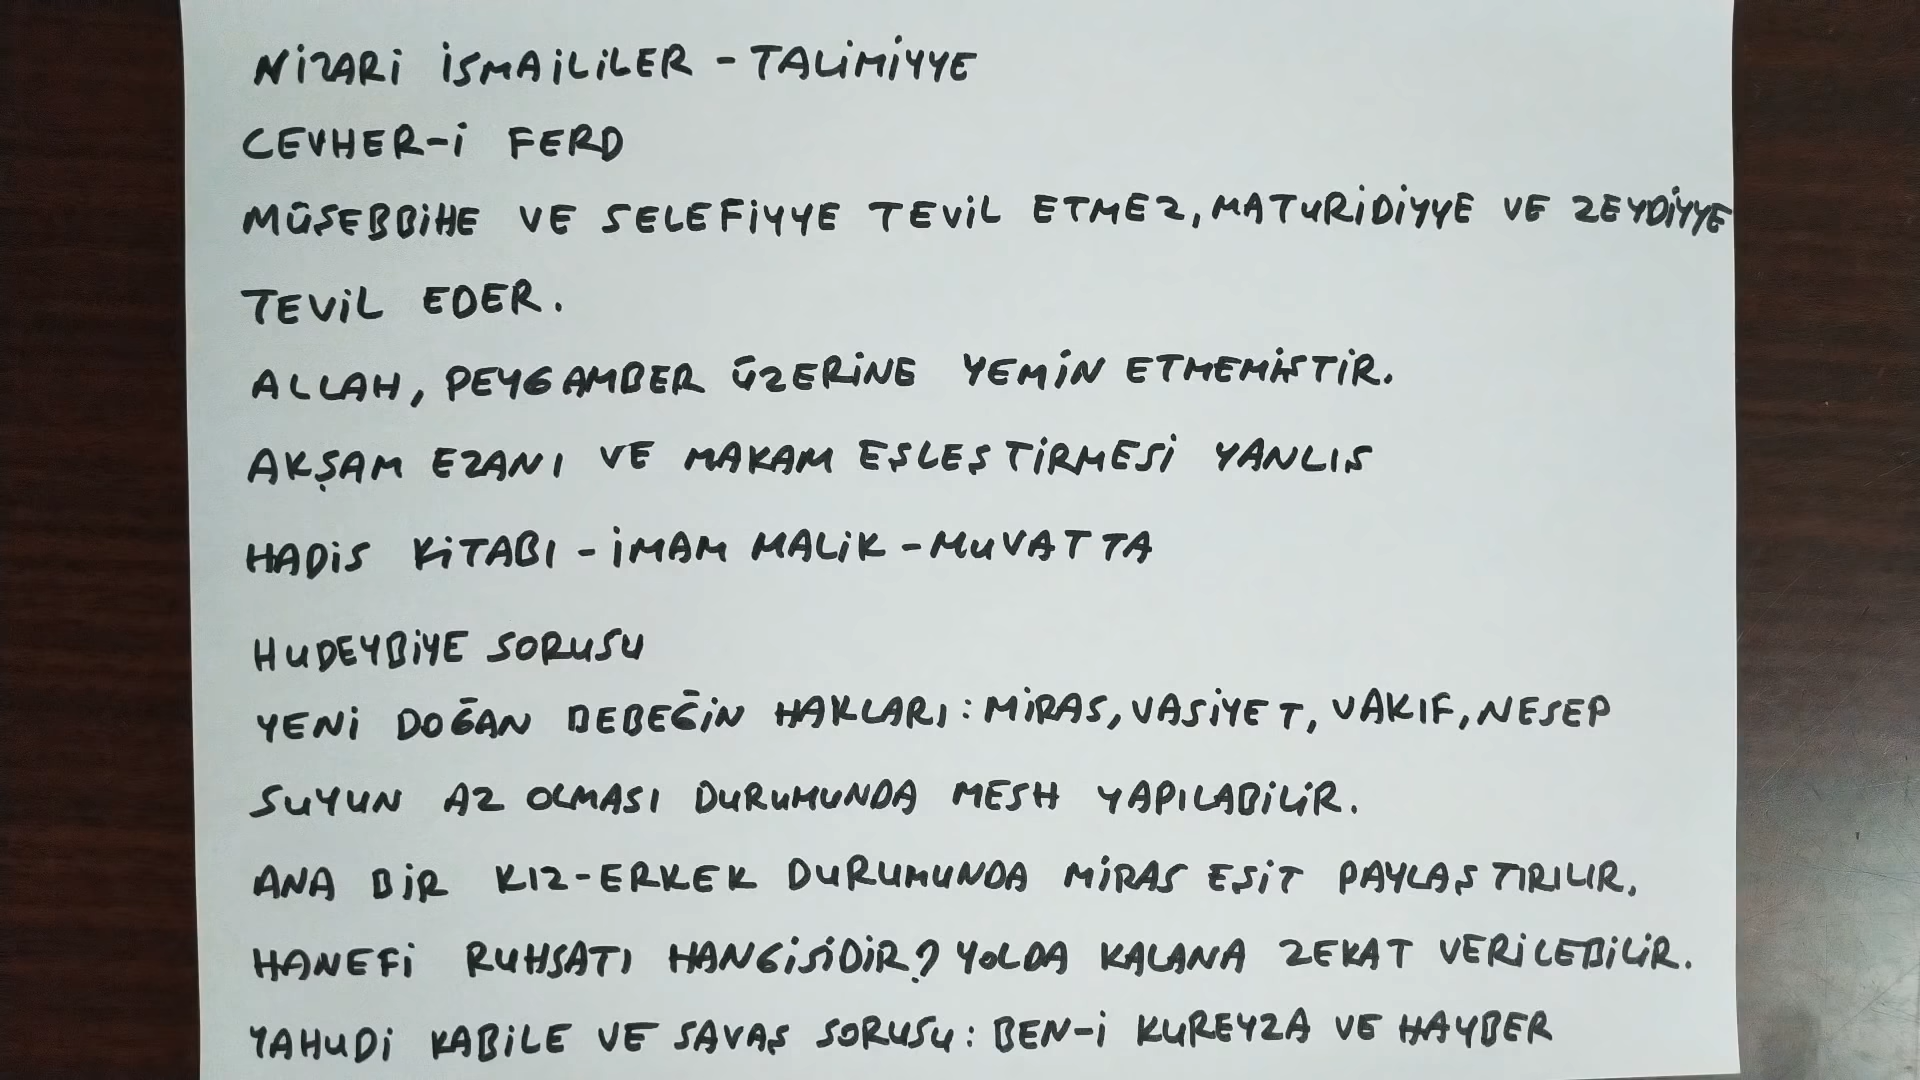 NİZARİ İSMAİLİLER - TALİMİYYE
CEVHER-İ FERD
MÜŞEBBİHE VE SELEFİYYE TEVİL ETMEZ, MATURİDİYYE VE ZEYDİYYE
TEVİL EDER.
ALLAH, PEYGAMBER ÜZERİNE YEMİN ETMEMİŞTİR.
AKŞAM EZANI VE MAKAM EŞLEŞTİRMESİ YANLIŞ
HADİS KİTABI - İMAM MALİK - MUVATTA
HUDEYBİYE SORUSU
YENİ DOĞAN BEBEĞİN HAKLARI: MİRAS, VASİYET, VAKIF, NESEP
SUYUN AZ OLMASI DURUMUNDA MESH YAPILABİLİR.
ANA BİR KIZ-ERKEK DURUMUNDA MİRAS EŞİT PAYLAŞTIRILIR.
HANEFİ RUHSATI HANGİSİDİR? YOLDA KALANA ZEKAT VERİLEBİLİR.
YAHUDİ KABİLE VE SAVAŞ SORUSU: BEN-İ KUREYZA VE HAYBER